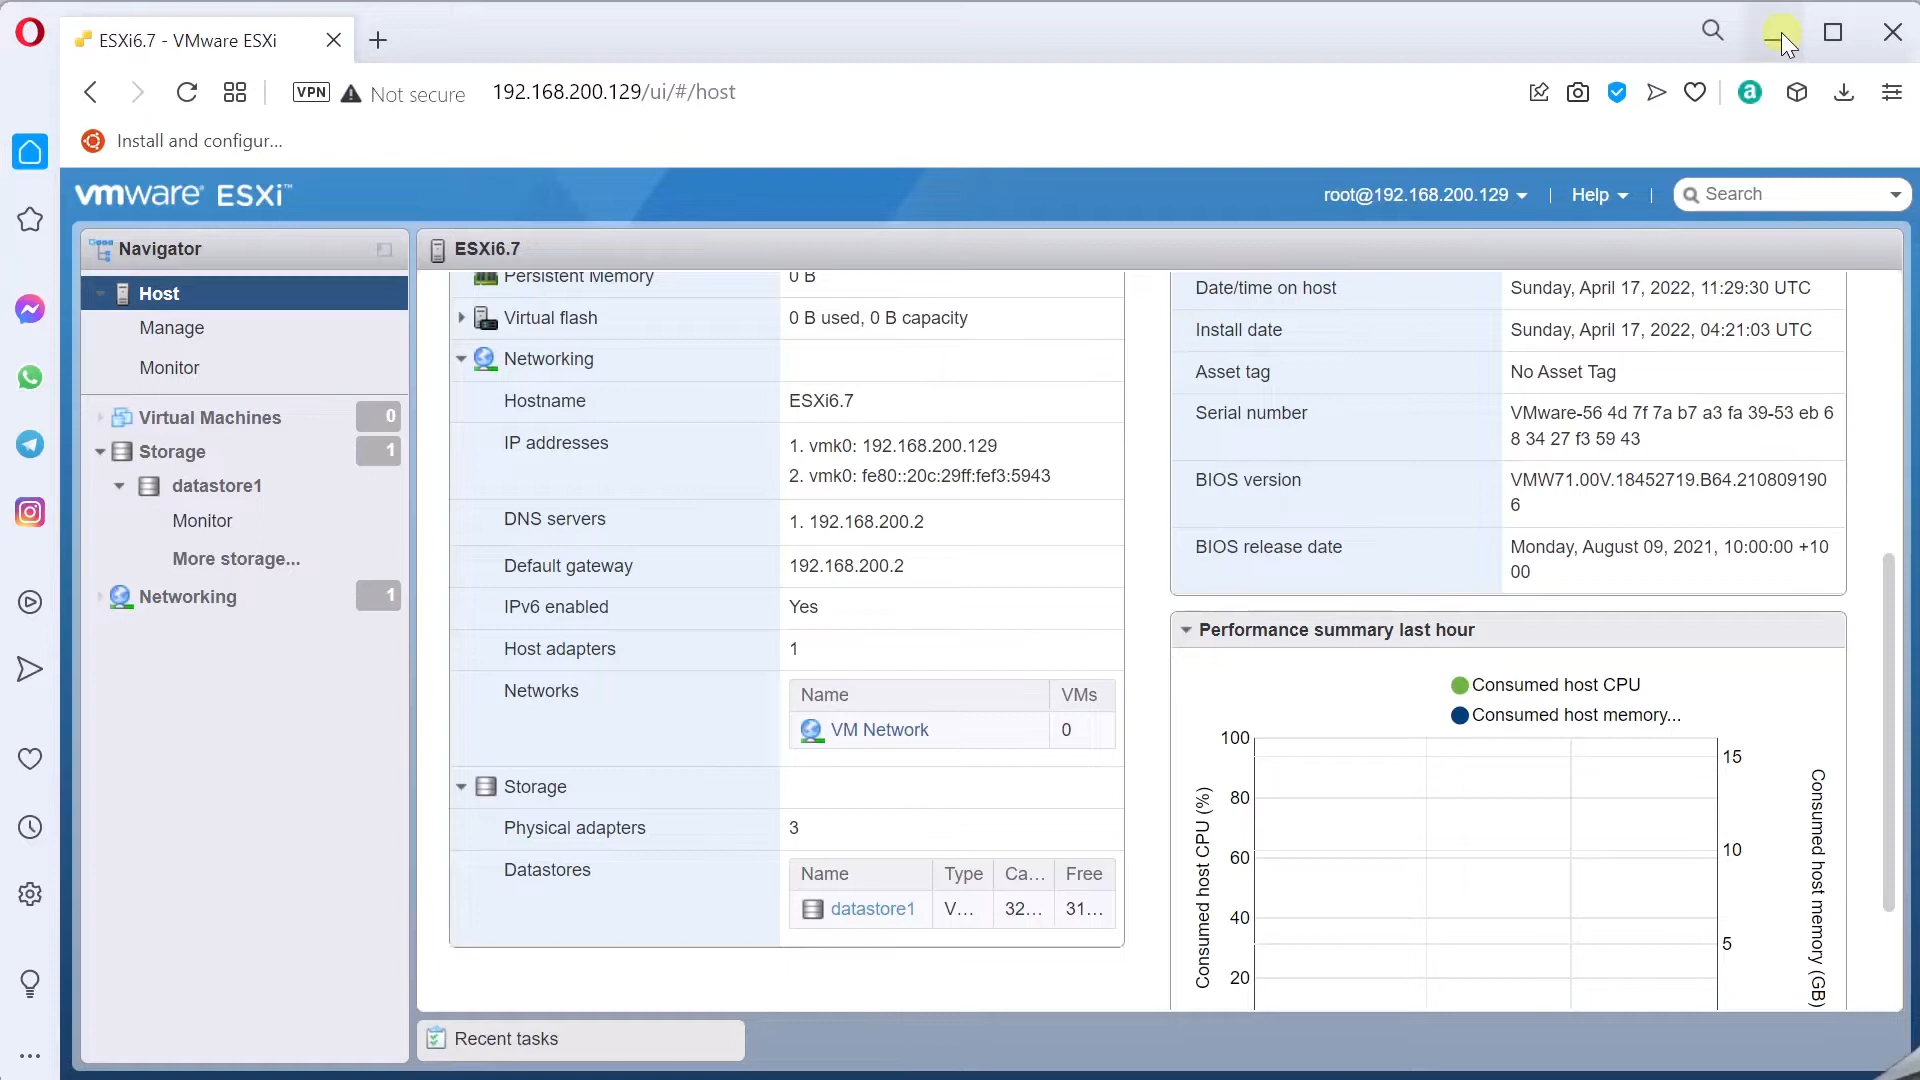 ESXi6.7 - VMware ESXi
VPN Not secure 192.168.200.129/ui/#/host
a
Install and configur...
vmware ESXi™
root@192.168.200.129 | Help | Search
Navigator
Host
Manage
Monitor
Virtual Machines 0
Storage 1
datastore1
Monitor
More storage...
Networking 1
ESXi6.7
Persistent Memory 0 B
Virtual flash 0 B used, 0 B capacity
Networking
Hostname ESXi6.7
IP addresses 1. vmk0: 192.168.200.129
2. vmk0: fe80::20c:29ff:fef3:5943
DNS servers 1. 192.168.200.2
Default gateway 192.168.200.2
IPv6 enabled Yes
Host adapters 1
Networks Name VMs
VM Network 0
Storage
Physical adapters 3
Datastores Name Type Ca... Free
datastore1 V... 32... 31...
Date/time on host Sunday, April 17, 2022, 11:29:30 UTC
Install date Sunday, April 17, 2022, 04:21:03 UTC
Asset tag No Asset Tag
Serial number VMware-56 4d 7f 7a b7 a3 fa 39-53 eb 6
8 34 27 f3 59 43
BIOS version VMW71.00V.18452719.B64.210809190
6
BIOS release date Monday, August 09, 2021, 10:00:00 +10
00
Performance summary last hour
Consumed host CPU
Consumed host memory...
100
80
60
40
20
Consumed host CPU (%)
15
10
5
Consumed host memory (GB)
Recent tasks